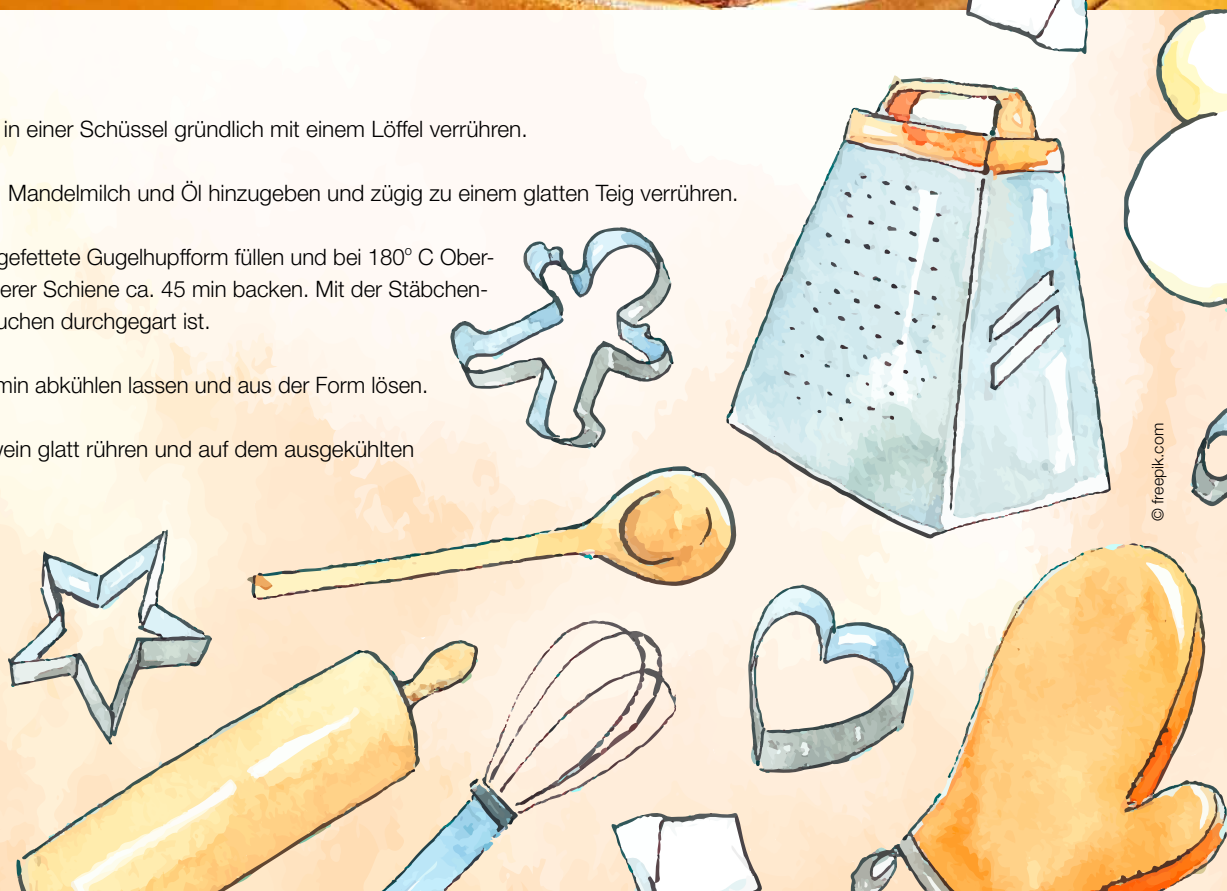 in einer Schüssel gründlich mit einem Löffel verrühren.
Mandelmilch und Öl hinzugeben und zügig zu einem glatten Teig verrühren.
gefettete Gugelhupfform füllen und bei 180° C Ober-
erer Schiene ca. 45 min backen. Mit der Stäbchen-
uchen durchgegart ist.
min abkühlen lassen und aus der Form lösen.
wein glatt rühren und auf dem ausgekühlten
© freepik.com